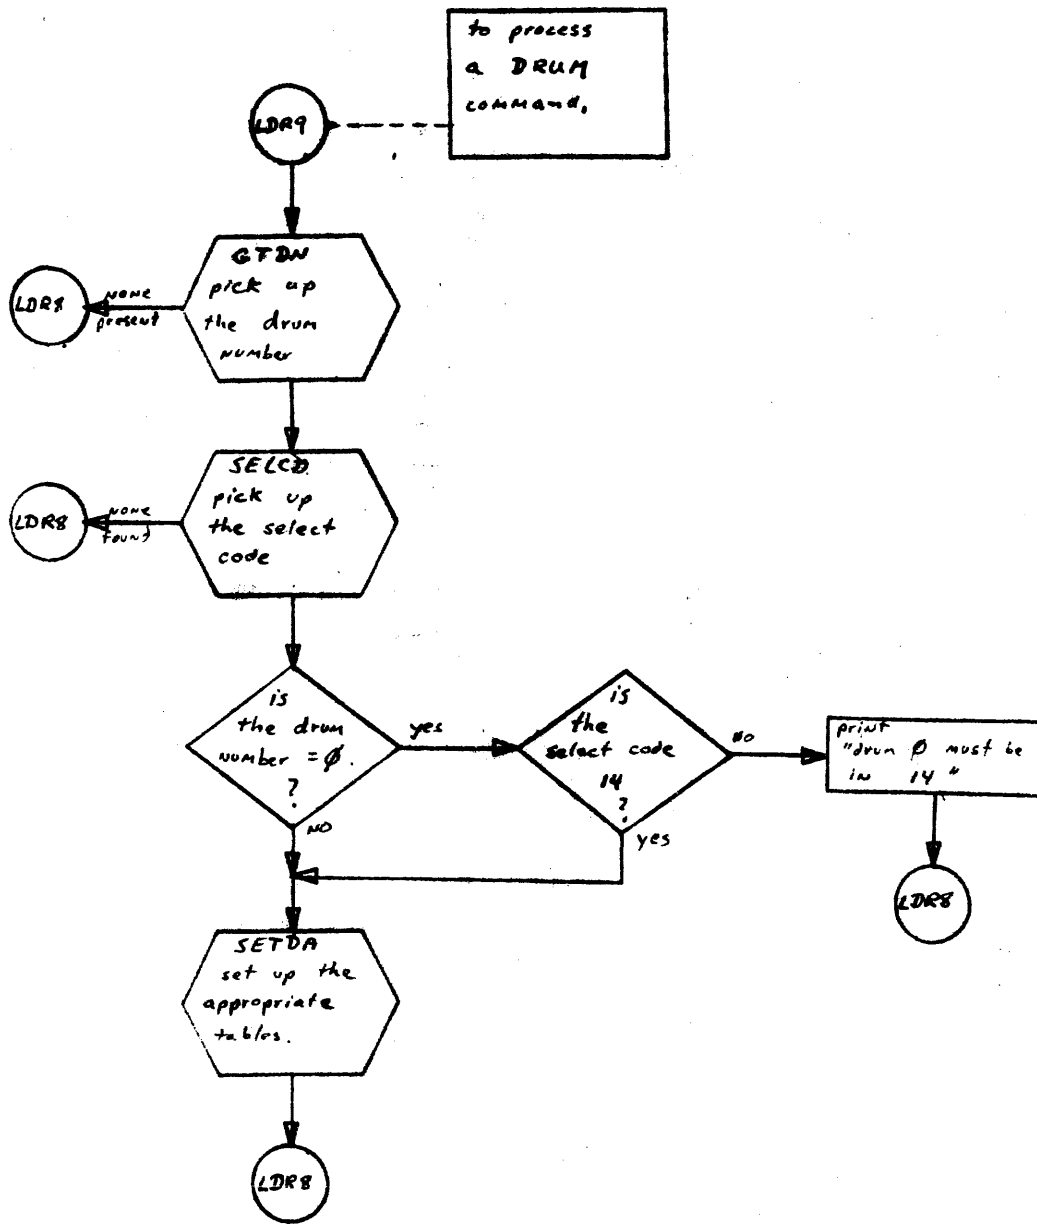 to process
a DRUM
command.
LDR9
GTDN
pick up
the drum
number
none
present
LDR8
SELCD
pick up
the select
code
none
found
LDR8
is
the drum
number = Ø.
?
yes
NO
is
the
select code
14
?
NO
yes
print
"drum Ø must be
in 14"
LDR8
SETDA
set up the
appropriate
tables.
LDR8